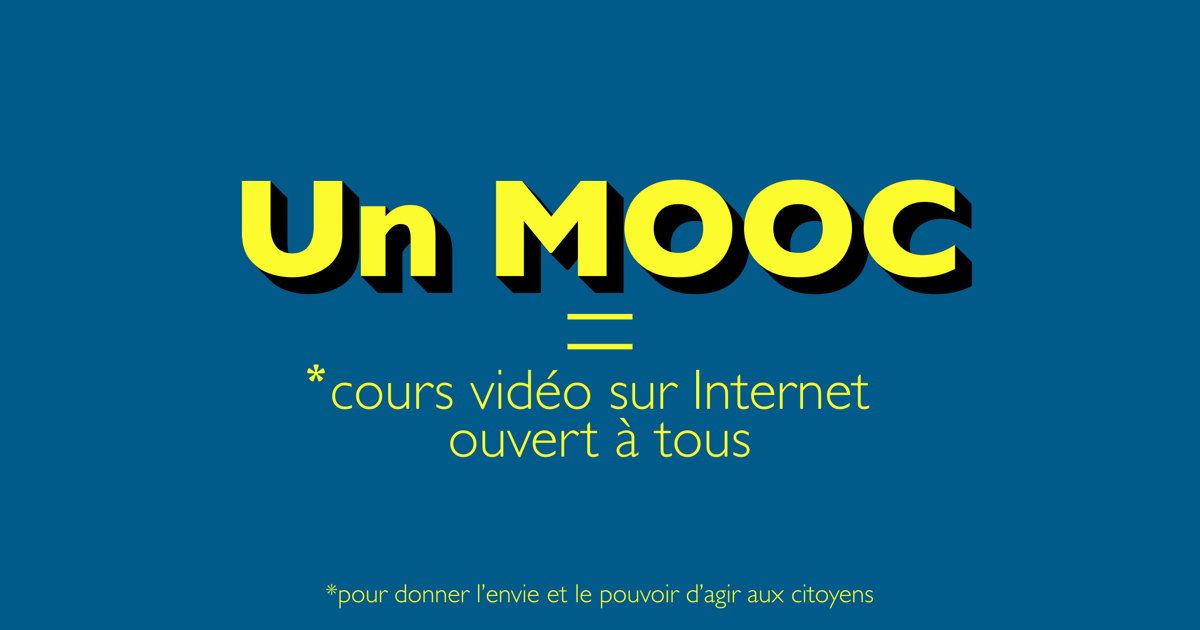 Un MOOC
=
*cours vidéo sur Internet
ouvert à tous
*pour donner l'envie et le pouvoir d'agir aux citoyens